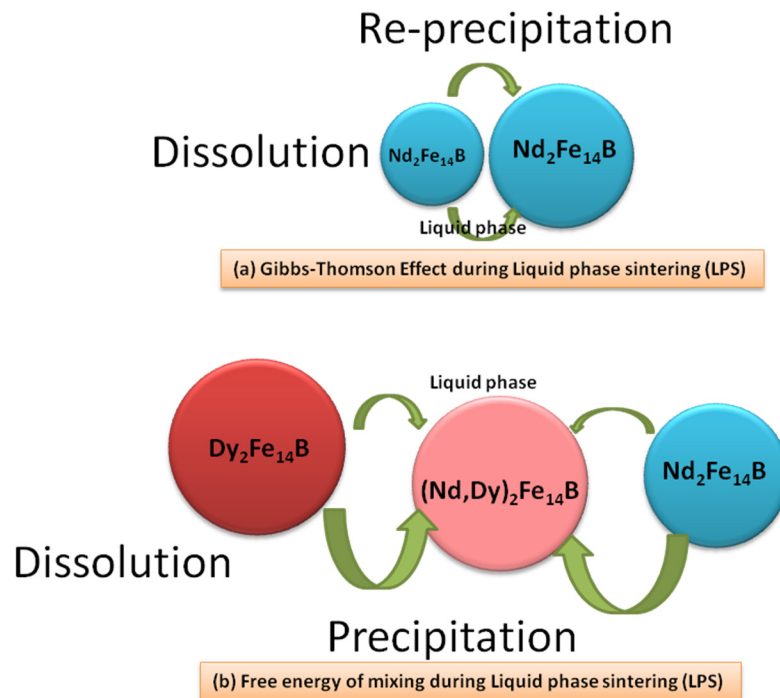 Re-precipitation
Dissolution
Nd₂Fe₁₄B
Nd₂Fe₁₄B
Liquid phase
(a) Gibbs-Thomson Effect during Liquid phase sintering (LPS)
Liquid phase
Dy₂Fe₁₄B
(Nd,Dy)₂Fe₁₄B
Nd₂Fe₁₄B
Dissolution
Precipitation
(b) Free energy of mixing during Liquid phase sintering (LPS)